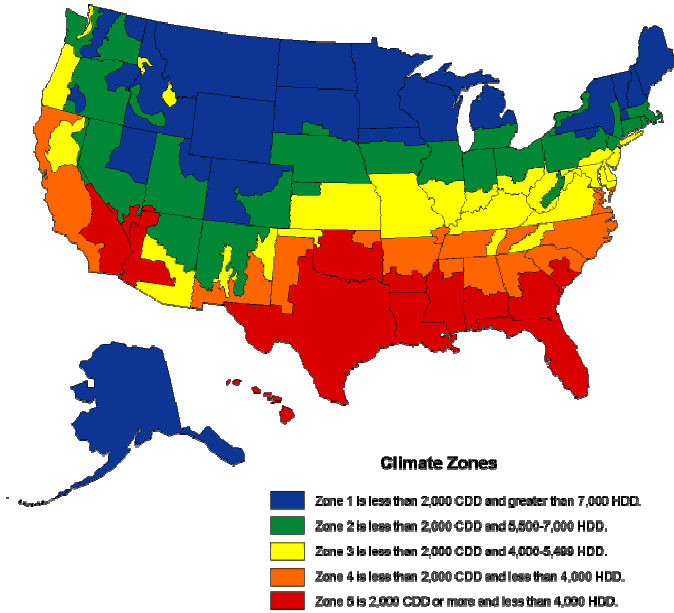 Climate Zones
Zone 1 is less than 2,000 CDD and greater than 7,000 HDD.
Zone 2 is less than 2,000 CDD and 5,500-7,000 HDD.
Zone 3 is less than 2,000 CDD and 4,000-5,499 HDD.
Zone 4 is less than 2,000 CDD and less than 4,000 HDD.
Zone 5 is 2,000 CDD or more and less than 4,000 HDD.